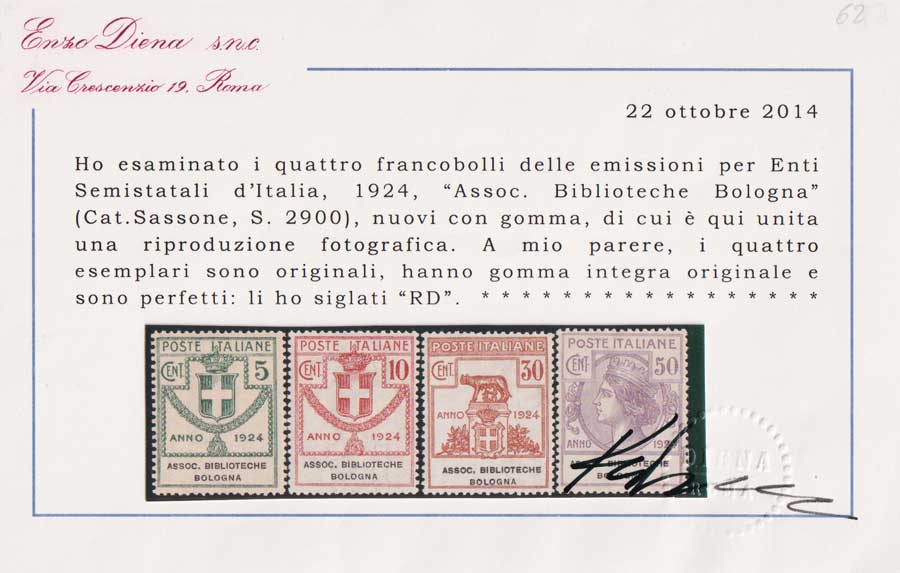 62
Enzo Diena s.n.c.
Via Crescenzio 19, Roma
22 ottobre 2014
Ho esaminato i quattro francobolli delle emissioni per Enti
Semistatali d'Italia, 1924, “Assoc. Biblioteche Bologna”
(Cat.Sassone, S. 2900), nuovi con gomma, di cui è qui unita
una riproduzione fotografica. A mio parere, i quattro
esemplari sono originali, hanno gomma integra originale e
sono perfetti: li ho siglati “RD”. * * * * * * * * * * * * * * * * *
POSTE ITALIANE
CENT. 5
ANNO 1924
ASSOC. BIBLIOTECHE
BOLOGNA
POSTE ITALIANE
CENT. 10
ANNO 1924
ASSOC. BIBLIOTECHE
BOLOGNA
POSTE ITALIANE
CENT. 30
ANNO 1924
ASSOC. BIBLIOTECHE
BOLOGNA
POSTE ITALIANE
CENT 50
ANNO